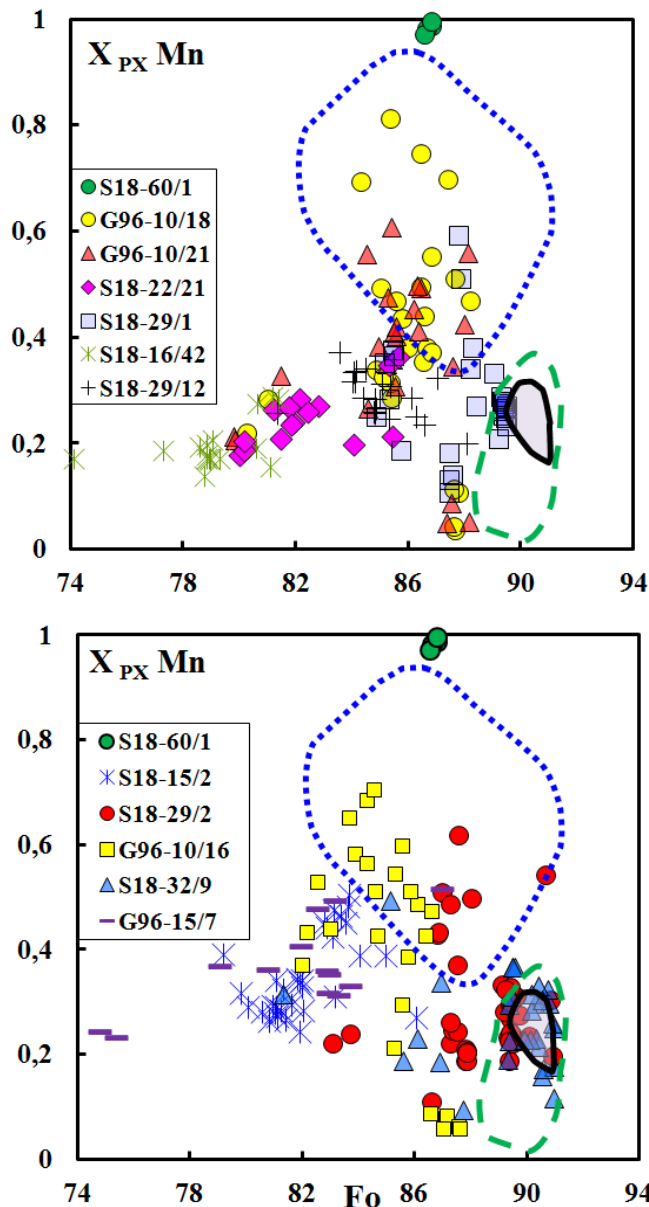 1
X PX Mn
0,8
S18-60/1
G96-10/18
0,6
G96-10/21
S18-22/21
S18-29/1
0,4
S18-16/42
S18-29/12
0,2
0
74 78 82 86 90 94
1
X PX Mn
0,8
S18-60/1
S18-15/2
S18-29/2
0,6
G96-10/16
S18-32/9
G96-15/7
0,4
0,2
0
74 78 82 86 90 94
Fo